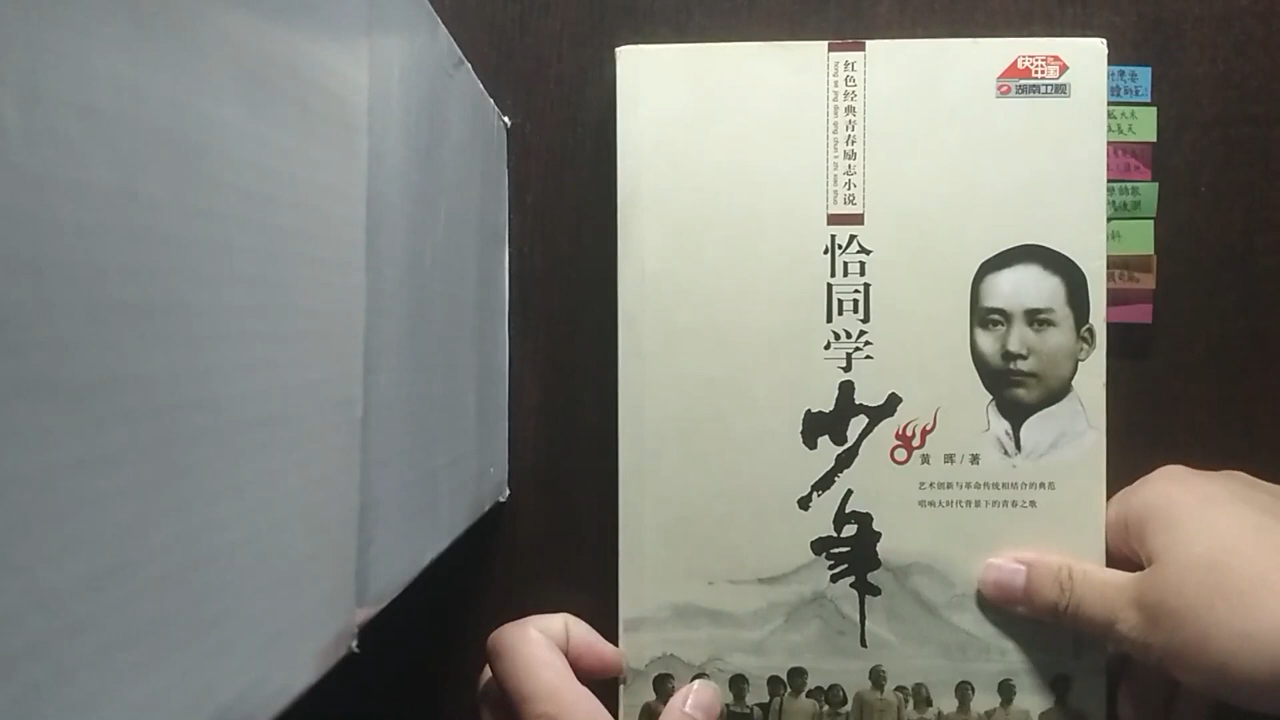 红色经典青春励志小说
hong se jing dian qing chun li zhi xiao shuo
快乐
中国
湖南卫视
恰同学
少年
黄 晖/著
艺术创新与革命传统相结合的典范
唱响大时代背景下的青春之歌